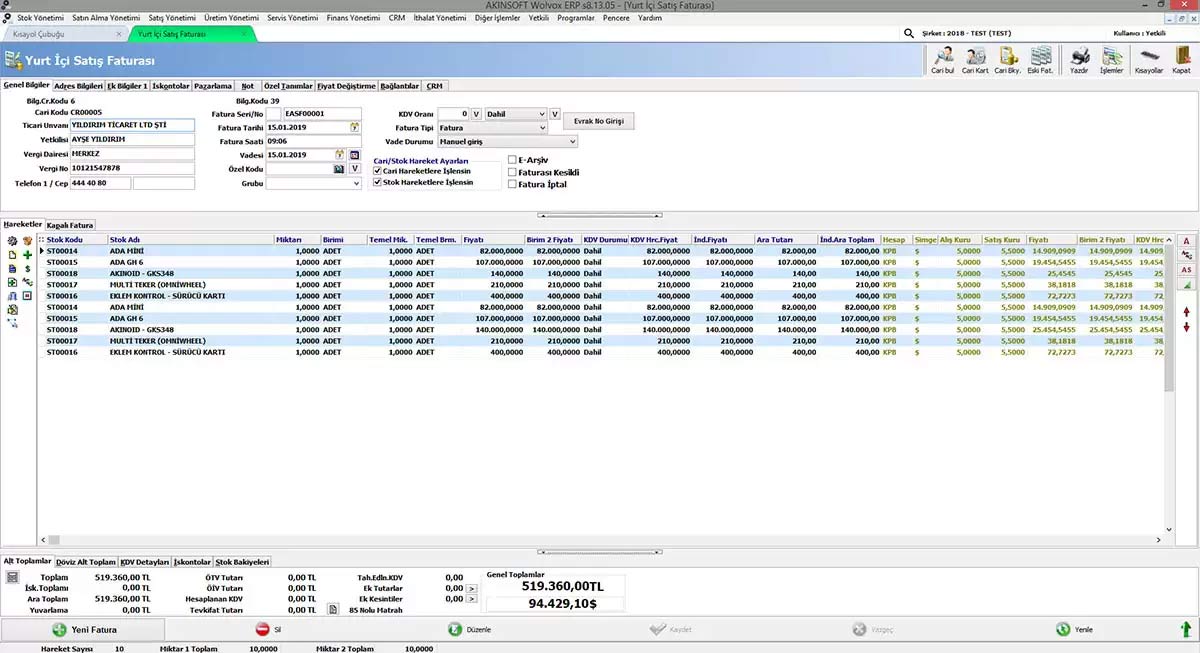 AKINSOFT Wolvox ERP s8.13.05 - [Yurt İçi Satış Faturası]
Stok Yönetimi Satın Alma Yönetimi Satış Yönetimi Üretim Yönetimi Servis Yönetimi Finans Yönetimi CRM İthalat Yönetimi Diğer İşlemler Yetkili Programlar Pencere Yardım
Kısayol Çubuğu Yurt İçi Satış Faturası Şirket : 2018 - TEST (TEST) Kullanıcı : Yetkili
Yurt İçi Satış Faturası
Cari bul Cari Kart Cari Bky. Eski Fat. Yazdır İşlemler Kısayollar Kapat
Genel Bilgiler Adres Bilgileri Ek Bilgiler 1 İskontolar Pazarlama Not Özel Tanımlar Fiyat Değiştirme Bağlantılar CRM
Bilg.Cr.Kodu 6 Bilg.Kodu 39
Cari Kodu CR00005 Fatura Seri/No EASF00001 KDV Oranı 0 V Dahil V Evrak No Girişi
Ticari Unvanı YILDIRIM TİCARET LTD ŞTİ Fatura Tarihi 15.01.2019 Fatura Tipi Fatura
Yetkilisi AYŞE YILDIRIM Fatura Saati 09:06 Vade Durumu Manuel giriş
Vergi Dairesi MERKEZ Vadesi 15.01.2019 Cari/Stok Hareket Ayarları E-Arşiv
Vergi No 10121547878 Özel Kodu V Cari Hareketlere İşlensin Faturası Kesildi
Telefon 1 / Cep 444 40 80 Grubu Stok Hareketlere İşlensin Fatura İptal
Hareketler Kapalı Fatura
Stok Kodu Stok Adı Miktarı Birimi Temel Mik. Temel Brm. Fiyatı Birim 2 Fiyatı KDV Durumu KDV Hrc.Fiyat İnd.Fiyatı Ara Tutarı İnd.Ara Toplam Hesap Simge Alış Kuru Satış Kuru Fiyatı Birim 2 Fiyatı KDV Hrc
ST00014 ADA MİNİ 1,0000 ADET 1,0000 ADET 82.000,0000 82.000,0000 Dahil 82.000,0000 82.000,0000 82.000,00 82.000,00 KPB $ 5,0000 5,5000 14.909,0909 14.909,0909 14.909,
ST00015 ADA GH 6 1,0000 ADET 1,0000 ADET 107.000,0000 107.000,0000 Dahil 107.000,0000 107.000,0000 107.000,00 107.000,00 KPB $ 5,0000 5,5000 19.454,5455 19.454,5455 19.454,
ST00018 AKINOID - GKS348 1,0000 ADET 1,0000 ADET 140,0000 140,0000 Dahil 140,0000 140,0000 140,00 140,00 KPB $ 5,0000 5,5000 25,4545 25,4545 25,
ST00017 MULTİ TEKER (OMNİWHEEL) 1,0000 ADET 1,0000 ADET 210,0000 210,0000 Dahil 210,0000 210,0000 210,00 210,00 KPB $ 5,0000 5,5000 38,1818 38,1818 38,
ST00016 EKLEM KONTROL - SÜRÜCÜ KARTI 1,0000 ADET 1,0000 ADET 400,0000 400,0000 Dahil 400,0000 400,0000 400,00 400,00 KPB $ 5,0000 5,5000 72,7273 72,7273 72,
ST00014 ADA MİNİ 1,0000 ADET 1,0000 ADET 82.000,0000 82.000,0000 Dahil 82.000,0000 82.000,0000 82.000,00 82.000,00 KPB $ 5,0000 5,5000 14.909,0909 14.909,0909 14.909,
ST00015 ADA GH 6 1,0000 ADET 1,0000 ADET 107.000,0000 107.000,0000 Dahil 107.000,0000 107.000,0000 107.000,00 107.000,00 KPB $ 5,0000 5,5000 19.454,5455 19.454,5455 19.454,
ST00018 AKINOID - GKS348 1,0000 ADET 1,0000 ADET 140.000,0000 140.000,0000 Dahil 140.000,0000 140.000,0000 140.000,00 140.000,00 KPB $ 5,0000 5,5000 25.454,5455 25.454,5455 25.454,
ST00017 MULTİ TEKER (OMNİWHEEL) 1,0000 ADET 1,0000 ADET 210,0000 210,0000 Dahil 210,0000 210,0000 210,00 210,00 KPB $ 5,0000 5,5000 38,1818 38,1818 38,
ST00016 EKLEM KONTROL - SÜRÜCÜ KARTI 1,0000 ADET 1,0000 ADET 400,0000 400,0000 Dahil 400,0000 400,0000 400,00 400,00 KPB $ 5,0000 5,5000 72,7273 72,7273 72,
Alt Toplamlar Döviz Alt Toplam KDV Detayları İskontolar Stok Bakiyeleri
Toplam 519.360,00 TL ÖTV Tutarı 0,00 TL Tah.Edln.KDV 0,00 Genel Toplamlar
İsk.Toplamı 0,00 TL ÖİV Tutarı 0,00 TL Ek Tutarlar 0,00 > 519.360,00TL
Ara Toplam 519.360,00 TL Hesaplanan KDV 0,00 TL Ek Kesintiler 0,00 >
Yuvarlama 0,00 TL Tevkifat Tutarı 0,00 TL 85 Nolu Matrah 94.429,10$
Yeni Fatura Sil Düzenle Kaydet Vazgeç Yenile
Hareket Sayısı 10 Miktar 1 Toplam 10,0000 Miktar 2 Toplam 10,0000